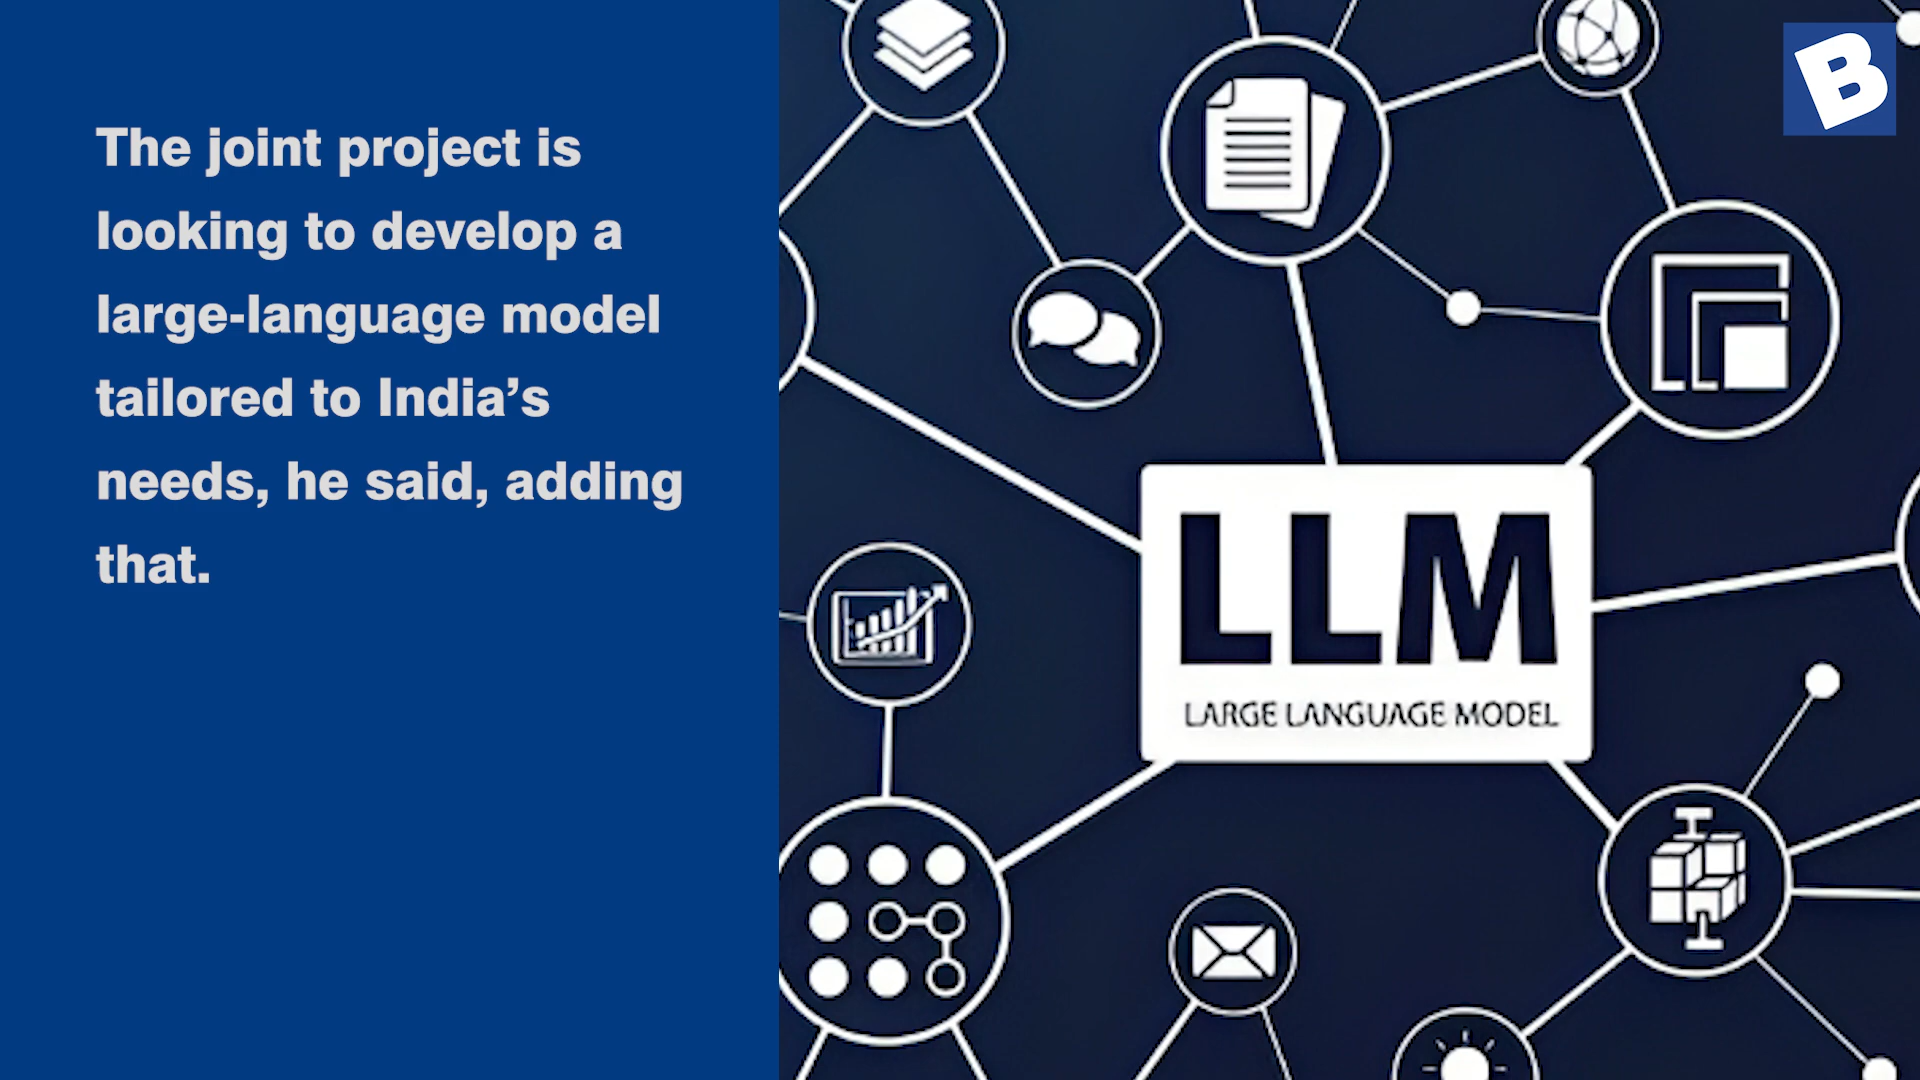 The joint project is
looking to develop a
large-language model
tailored to India’s
needs, he said, adding
that.
B
LLM
LARGE LANGUAGE MODEL